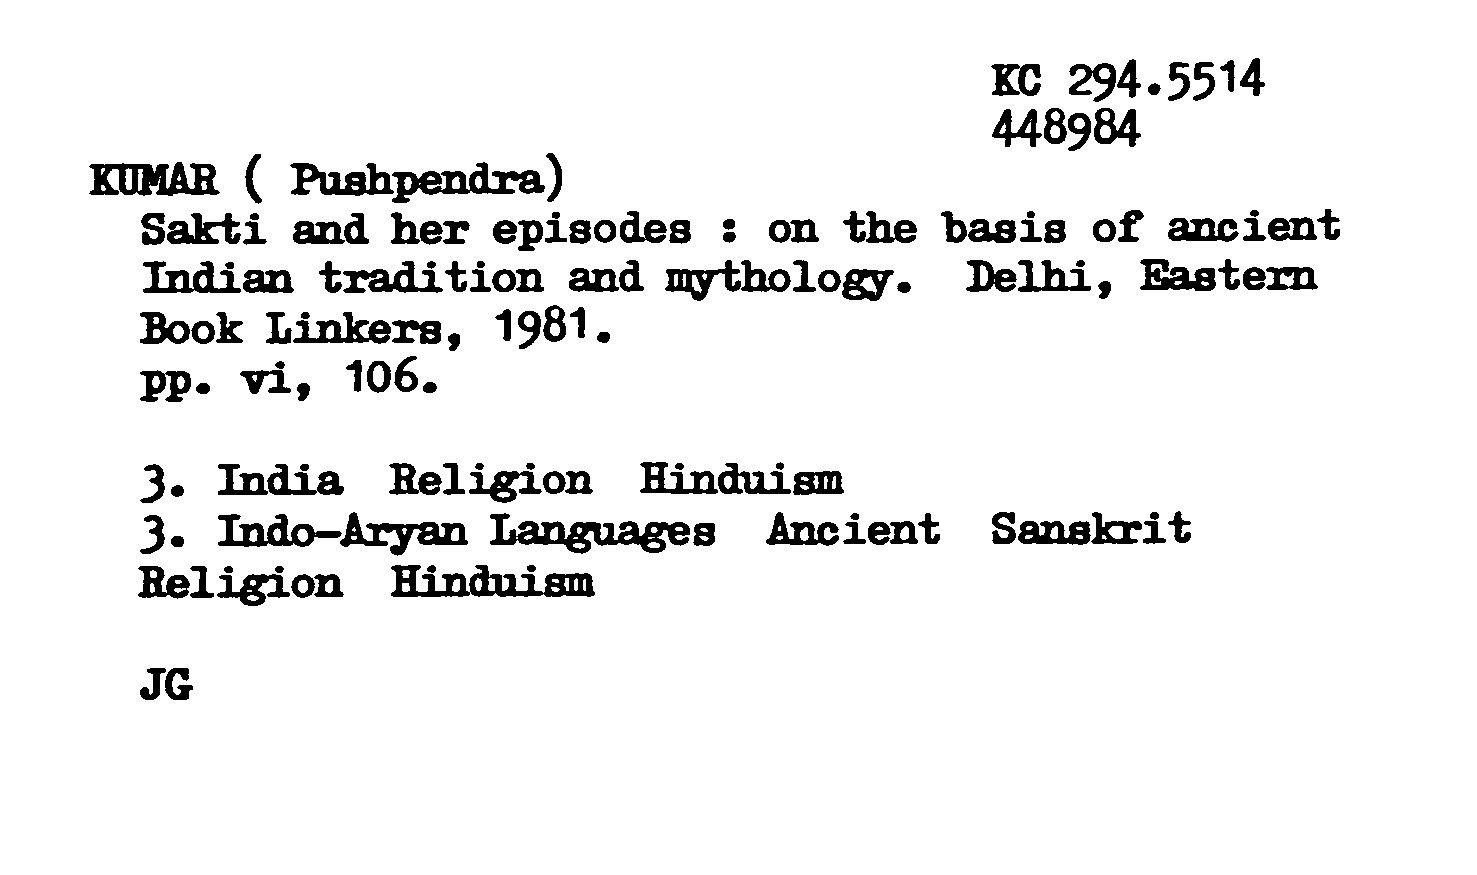 KC 294.5514
448984
KUMAR ( Pushpendra)
Sakti and her episodes : on the basis of ancient
Indian tradition and mythology. Delhi, Eastern
Book Linkers, 1981.
pp. vi, 106.
3. India Religion Hinduism
3. Indo-Aryan Languages Ancient Sanskrit
Religion Hinduism
JG